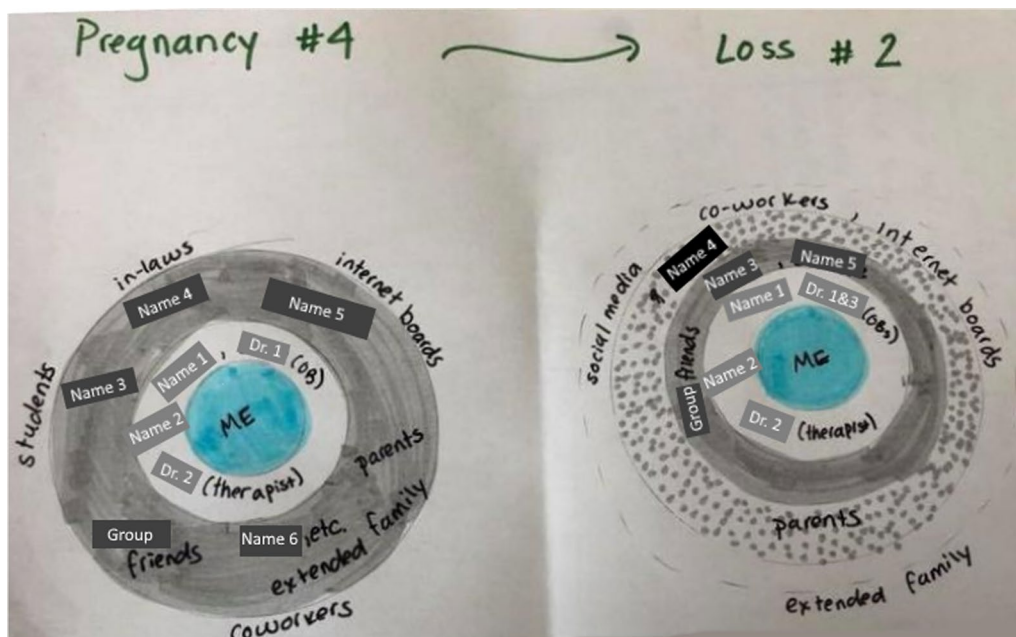 Pregnancy #4
Loss # 2
in-laws
internet boards
students
Name 4
Name 5
Name 3
Name 1 ,
Dr. 1 (OB)
Name 2
ME
Dr. 2 (therapist)
parents
Group
friends
Name 6 , etc.
extended family
coworkers
co-workers , internet boards
social media
Name 4
Name 3 ,
Name 5
Name 1
Dr. 1&3 (OBs)
Group friends
Name 2
ME
Dr. 2 (therapist)
parents
extended family